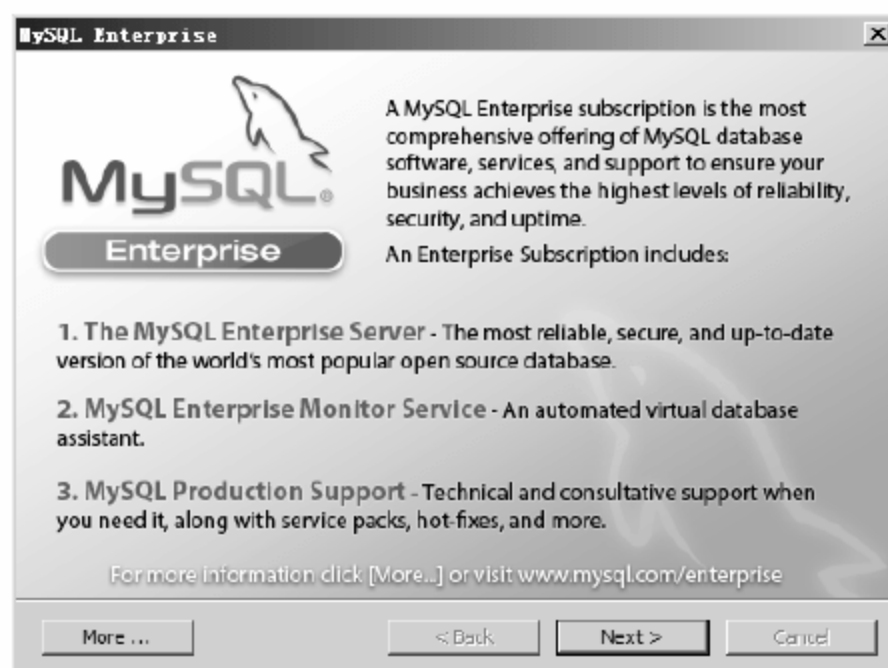 MySQL Enterprise
MySQL®
Enterprise
A MySQL Enterprise subscription is the most
comprehensive offering of MySQL database
software, services, and support to ensure your
business achieves the highest levels of reliability,
security, and uptime.
An Enterprise Subscription includes:
1. The MySQL Enterprise Server - The most reliable, secure, and up-to-date
version of the world's most popular open source database.
2. MySQL Enterprise Monitor Service - An automated virtual database
assistant.
3. MySQL Production Support - Technical and consultative support when
you need it, along with service packs, hot-fixes, and more.
For more information click [More...] or visit www.mysql.com/enterprise
More ...
< Back
Next >
Cancel